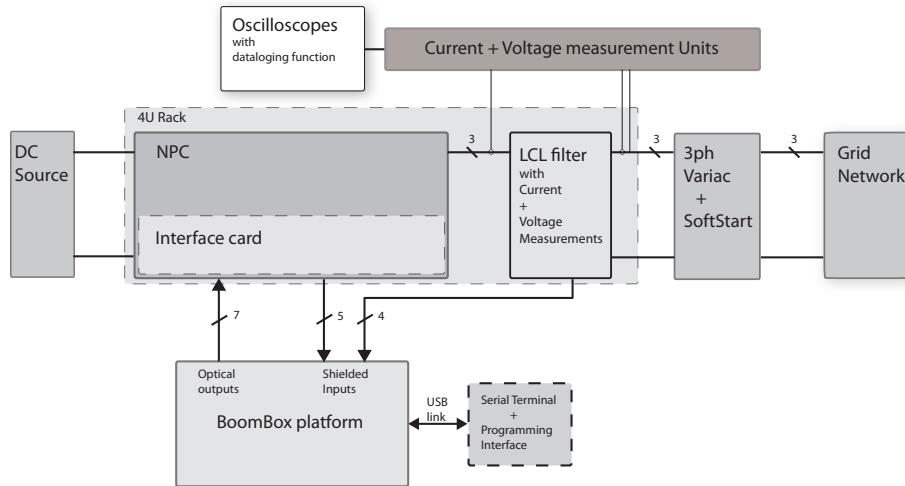 Oscilloscopes
with
dataloging function
Current + Voltage measurement Units
4U Rack
DC
Source
NPC
Interface card
3
LCL filter
with
Current
+
Voltage
Measurements
3
3ph
Variac
+
SoftStart
3
Grid
Network
7
5
4
Optical
outputs
Shielded
Inputs
BoomBox platform
USB
link
Serial Terminal
+
Programming
Interface